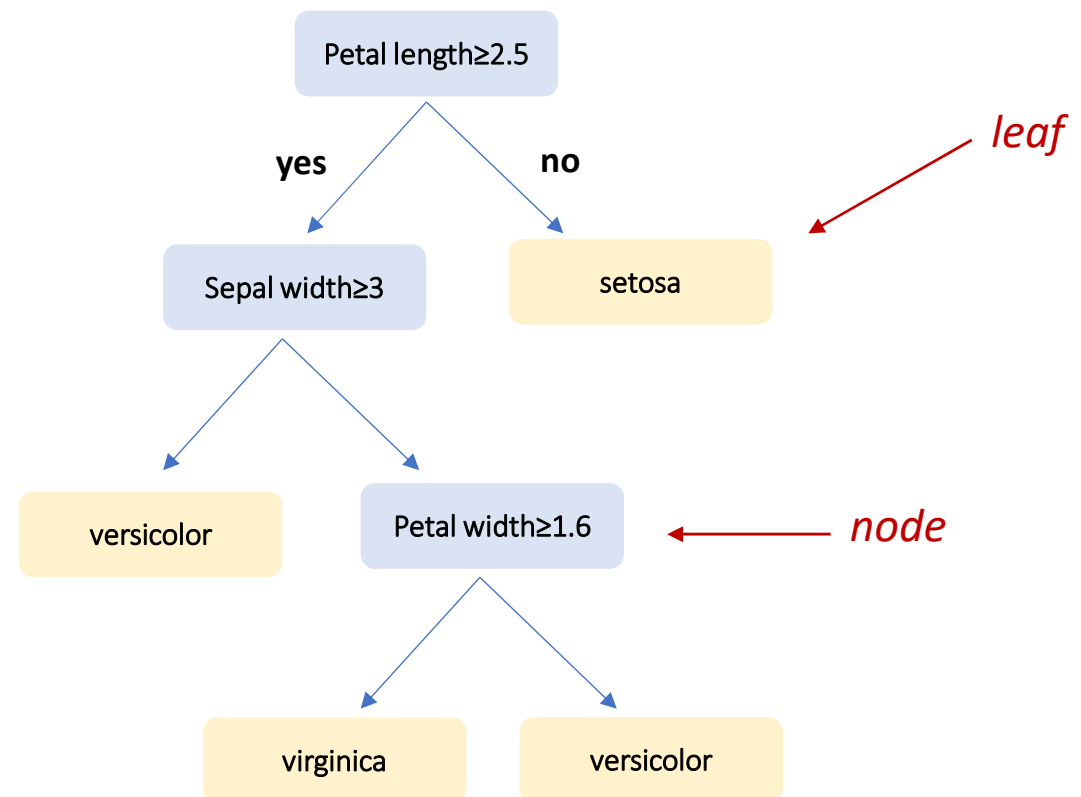 Petal length≥2.5
leaf
yes
no
Sepal width≥3
setosa
versicolor
Petal width≥1.6
node
virginica
versicolor